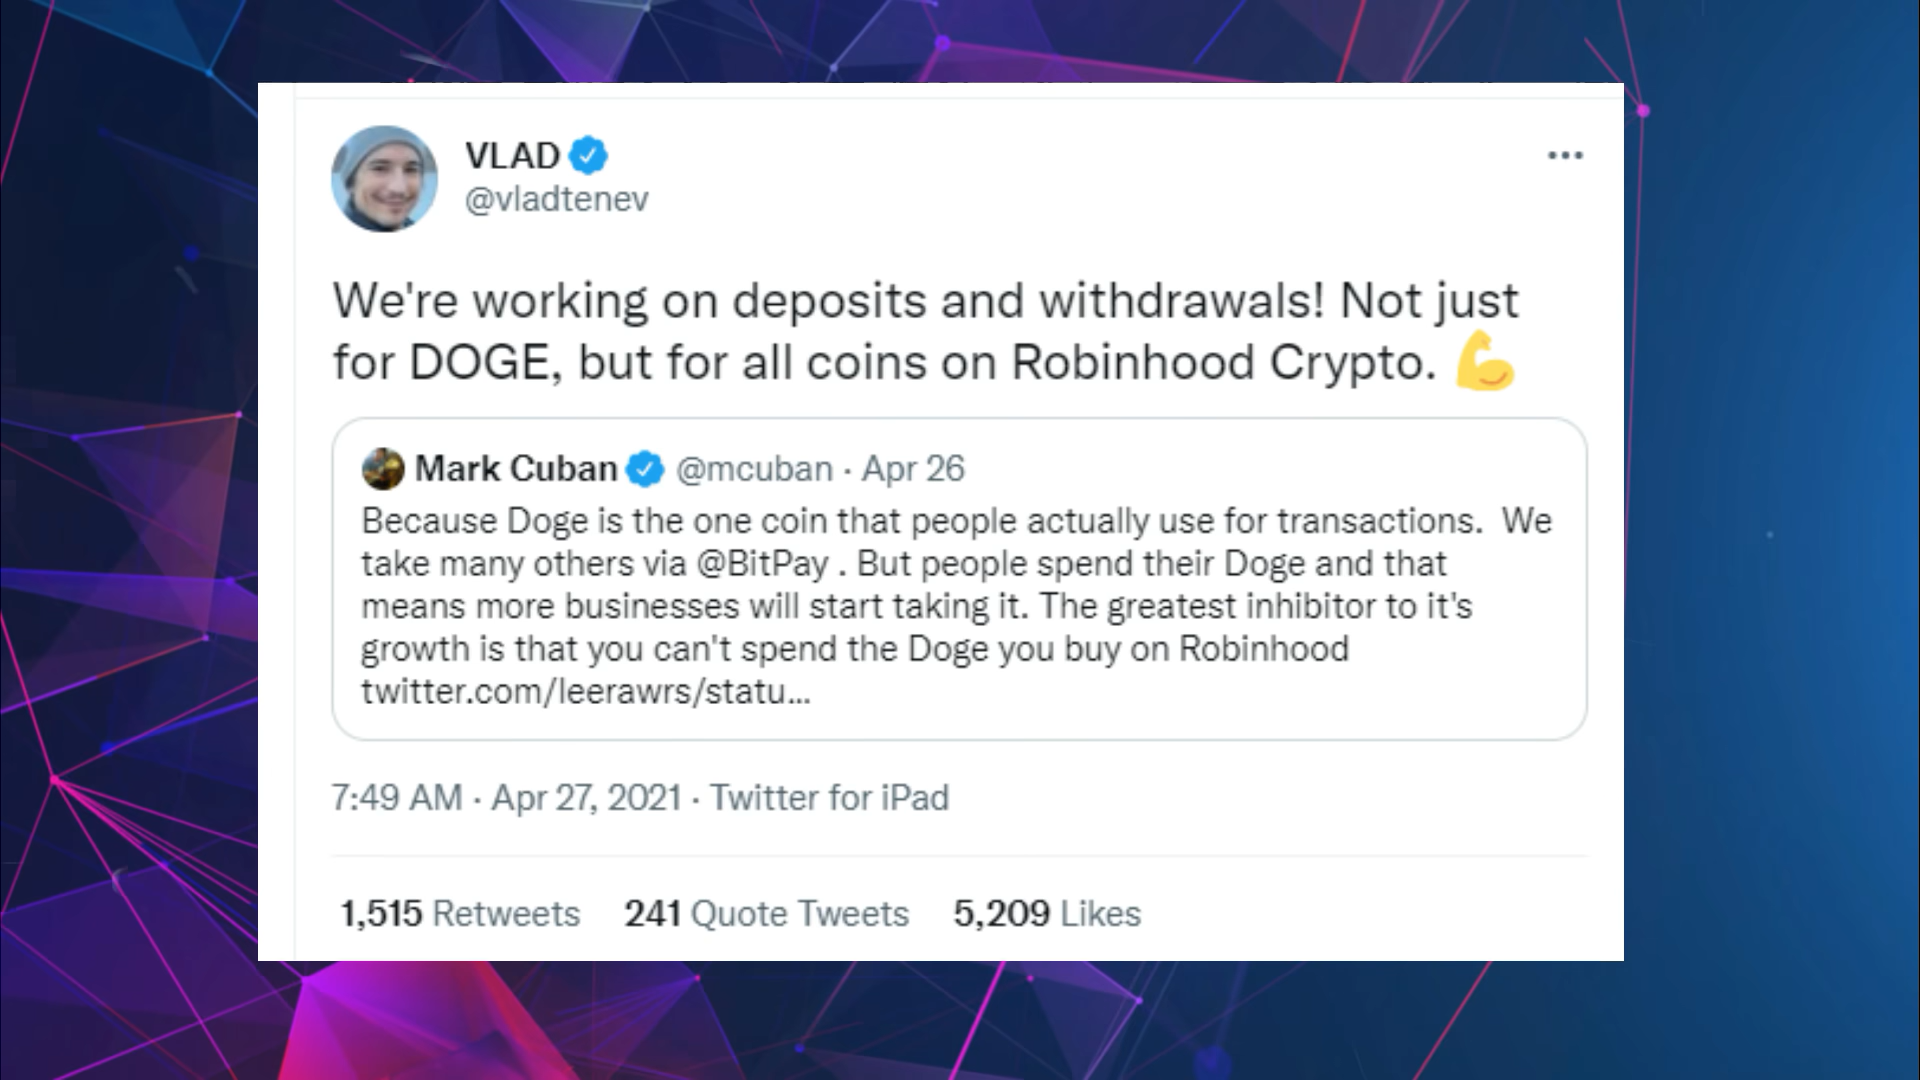 VLAD
@vladtenev
We're working on deposits and withdrawals! Not just
for DOGE, but for all coins on Robinhood Crypto. 💪
Mark Cuban @mcuban · Apr 26
Because Doge is the one coin that people actually use for transactions.  We
take many others via @BitPay . But people spend their Doge and that
means more businesses will start taking it. The greatest inhibitor to it's
growth is that you can't spend the Doge you buy on Robinhood
twitter.com/leerawrs/statu...
7:49 AM · Apr 27, 2021 · Twitter for iPad
1,515 Retweets 241 Quote Tweets 5,209 Likes